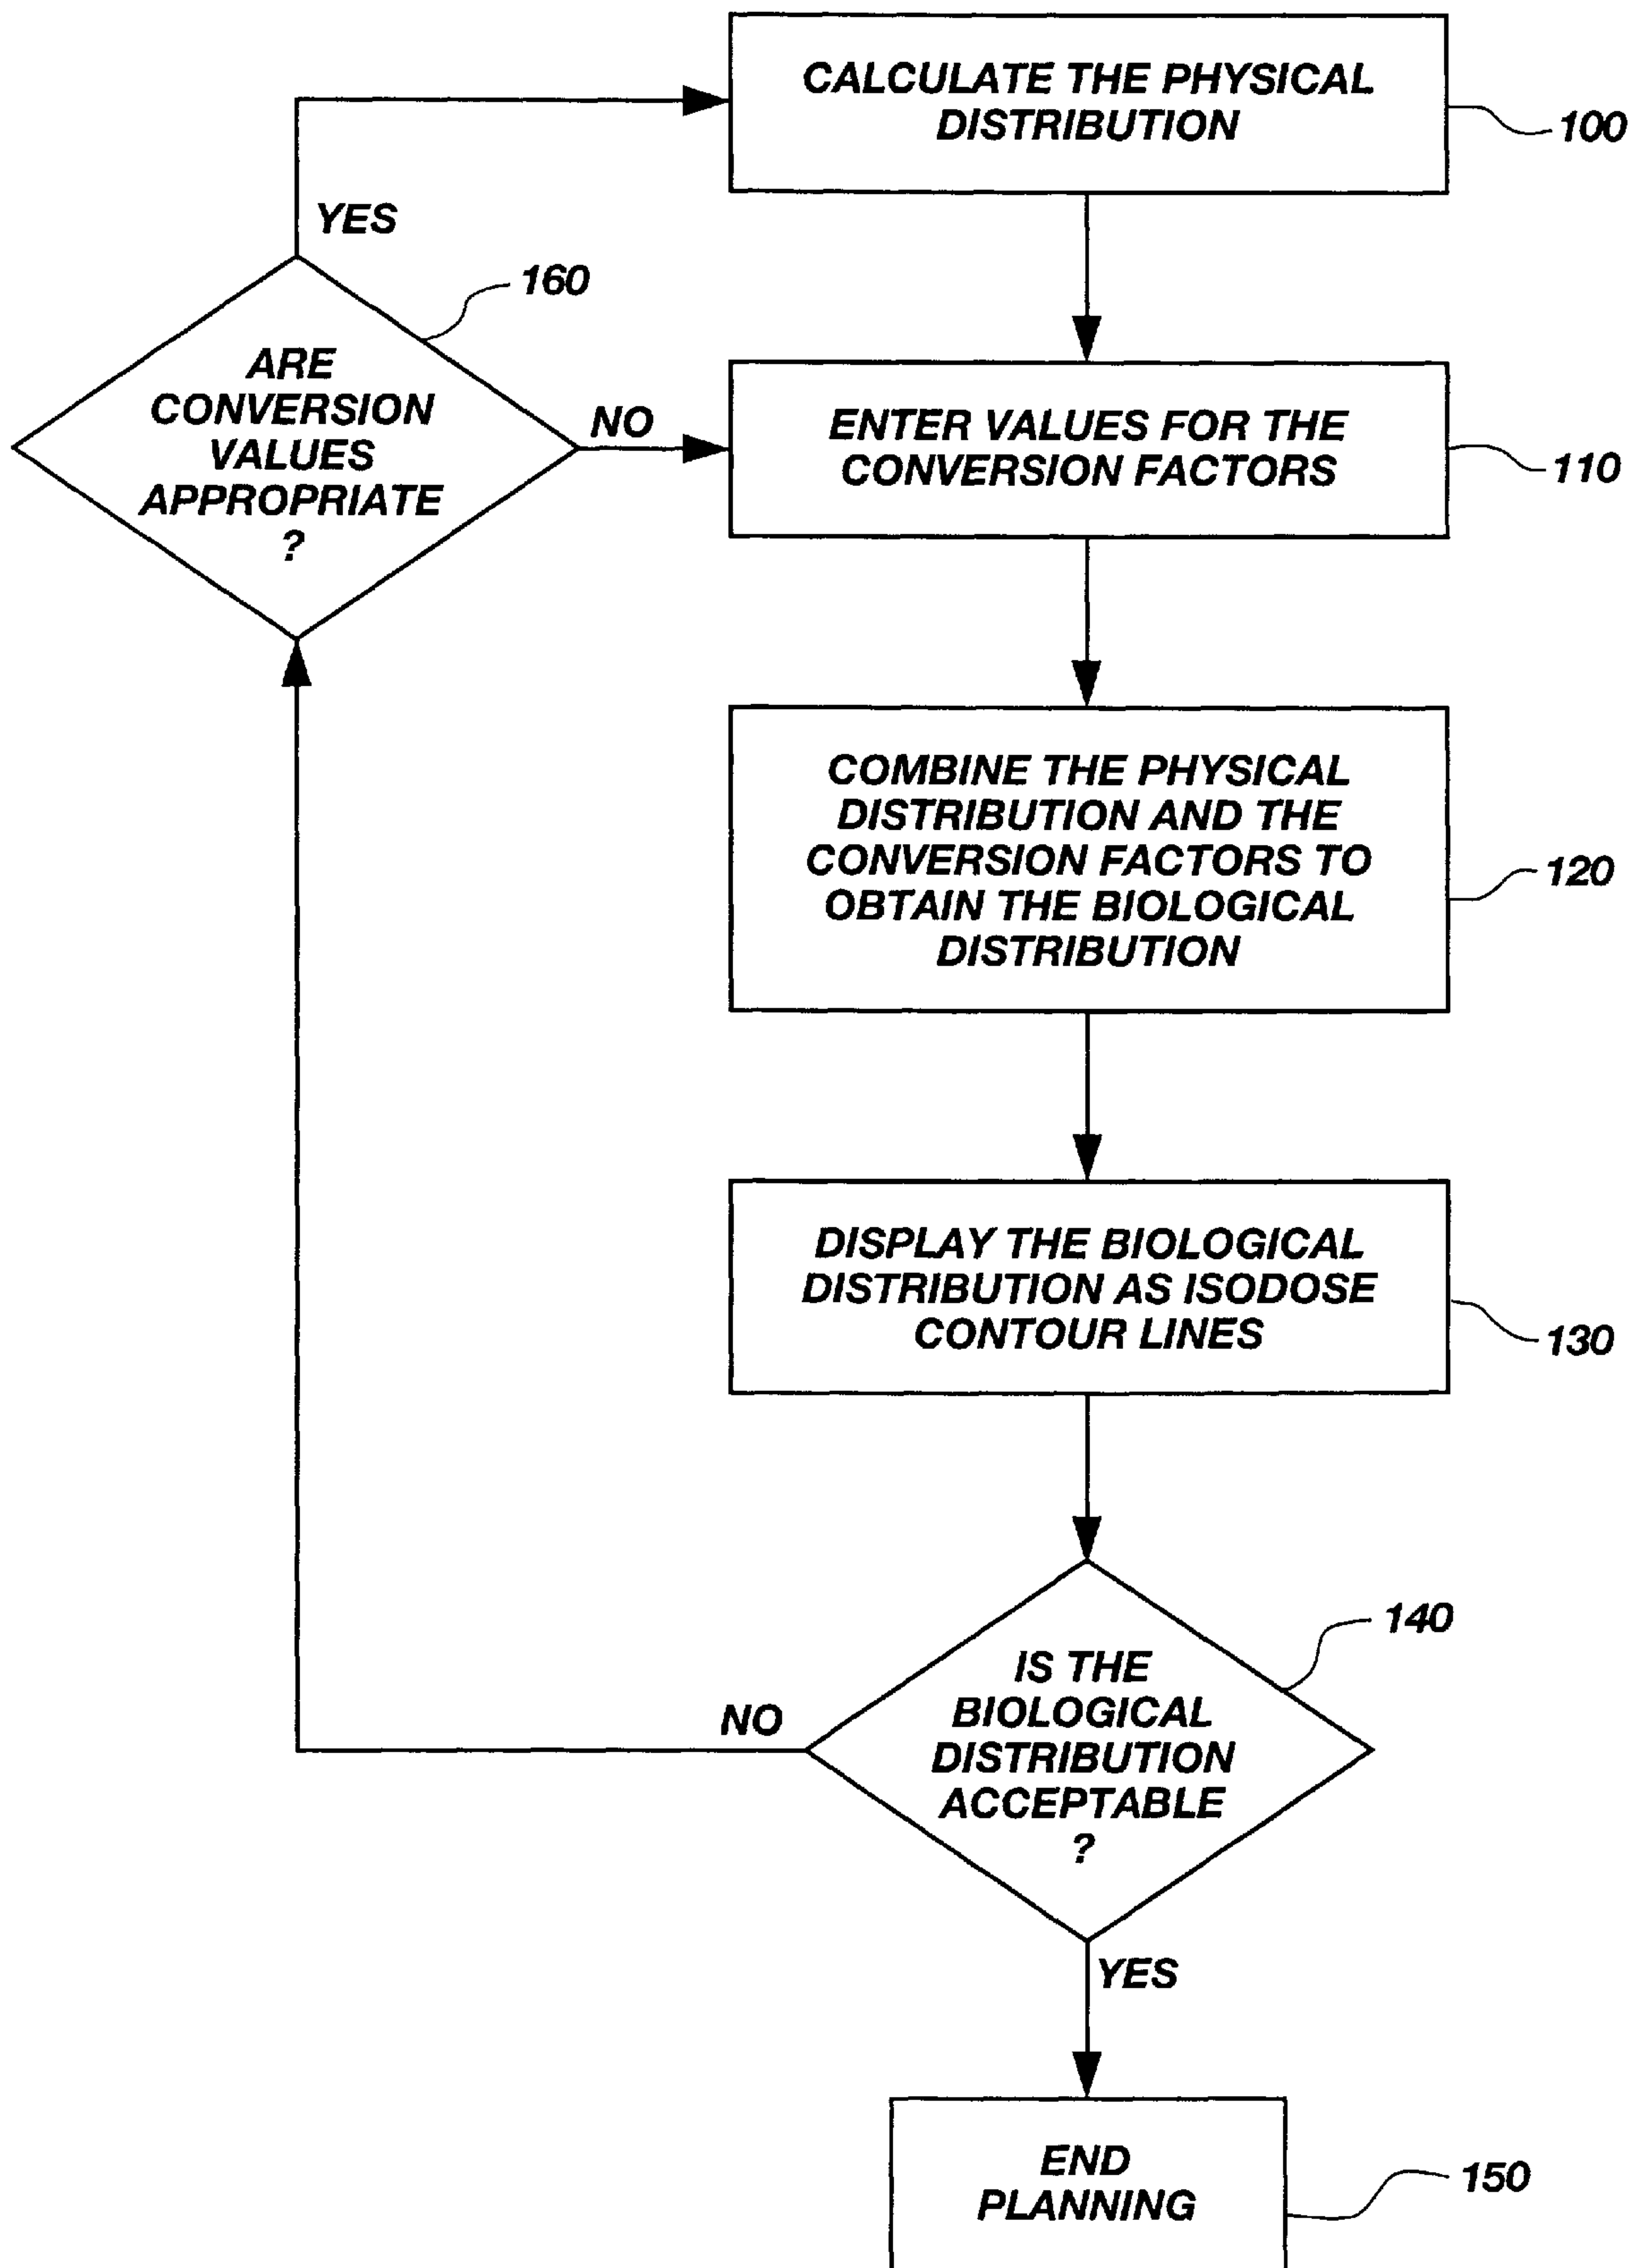 CALCULATE THE PHYSICAL
DISTRIBUTION
100
YES
160
ARE
CONVERSION
VALUES
APPROPRIATE
?
NO
ENTER VALUES FOR THE
CONVERSION FACTORS
110
COMBINE THE PHYSICAL
DISTRIBUTION AND THE
CONVERSION FACTORS TO
OBTAIN THE BIOLOGICAL
DISTRIBUTION
120
DISPLAY THE BIOLOGICAL
DISTRIBUTION AS ISODOSE
CONTOUR LINES
130
140
IS THE
BIOLOGICAL
DISTRIBUTION
ACCEPTABLE
?
NO
YES
END
PLANNING
150